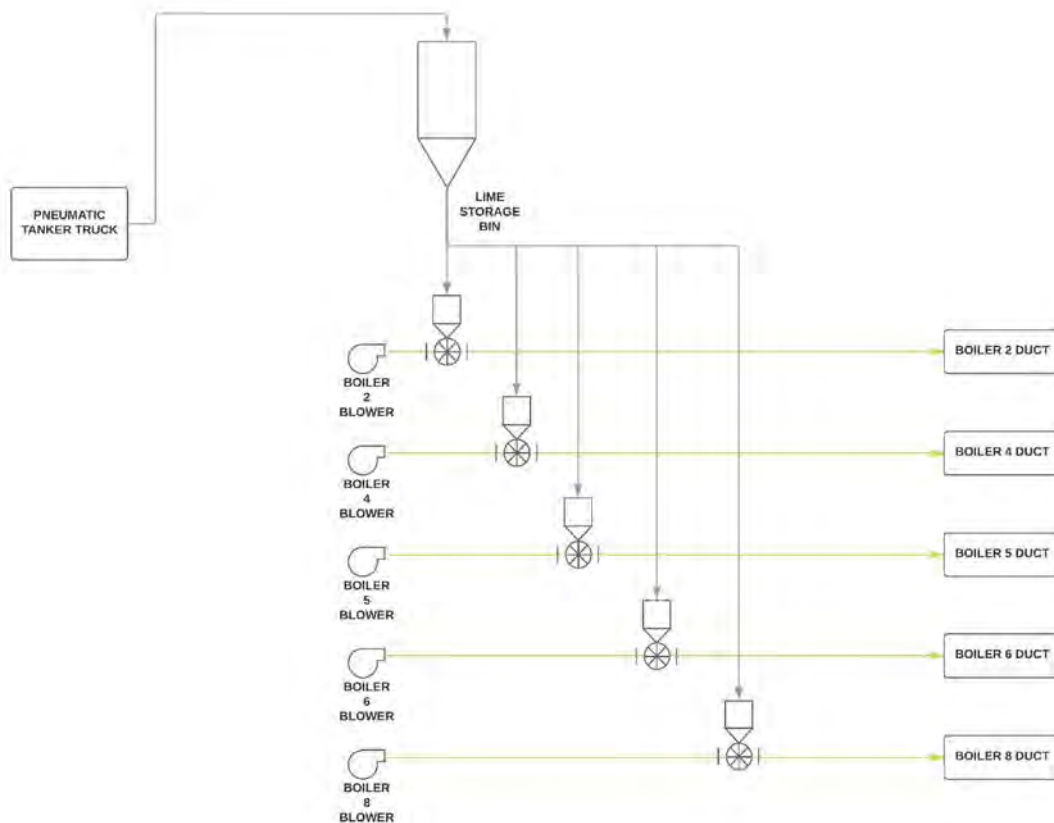 PNEUMATIC
TANKER TRUCK
LIME
STORAGE
BIN
BOILER
2
BLOWER
BOILER 2 DUCT
BOILER
4
BLOWER
BOILER 4 DUCT
BOILER
5
BLOWER
BOILER 5 DUCT
BOILER
6
BLOWER
BOILER 6 DUCT
BOILER
8
BLOWER
BOILER 8 DUCT